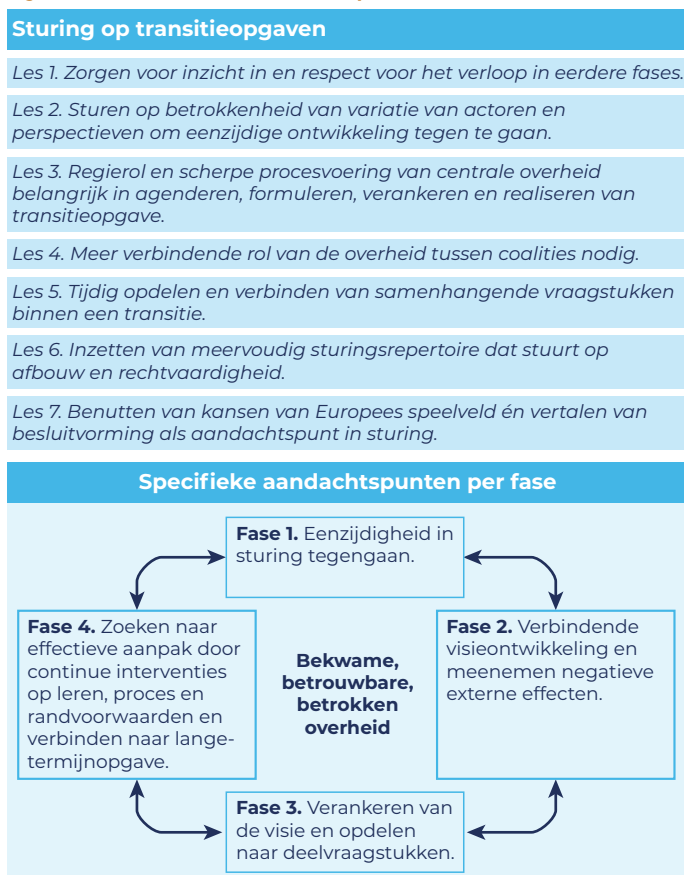 Sturing op transitieopgaven
Les 1. Zorgen voor inzicht in en respect voor het verloop in eerdere fases.
Les 2. Sturen op betrokkenheid van variatie van actoren en
perspectieven om eenzijdige ontwikkeling tegen te gaan.
Les 3. Regierol en scherpe procesvoering van centrale overheid
belangrijk in agenderen, formuleren, verankeren en realiseren van
transitieopgave.
Les 4. Meer verbindende rol van de overheid tussen coalities nodig.
Les 5. Tijdig opdelen en verbinden van samenhangende vraagstukken
binnen een transitie.
Les 6. Inzetten van meervoudig sturingsrepertoire dat stuurt op
afbouw en rechtvaardigheid.
Les 7. Benutten van kansen van Europees speelveld én vertalen van
besluitvorming als aandachtspunt in sturing.
Specifieke aandachtspunten per fase
Fase 1. Eenzijdigheid in
sturing tegengaan.
Fase 4. Zoeken naar
effectieve aanpak door
continue interventies
op leren, proces en
randvoorwaarden en
verbinden naar lange-
termijnopgave.
Bekwame,
betrouwbare,
betrokken
overheid
Fase 2. Verbindende
visieontwikkeling en
meenemen negatieve
externe effecten.
Fase 3. Verankeren van
de visie en opdelen
naar deelvraagstukken.